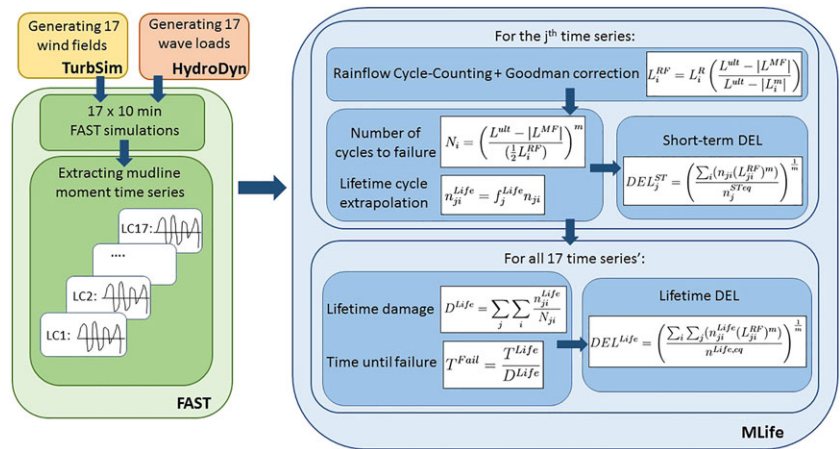 Generating 17
wind fields
TurbSim
Generating 17
wave loads
HydroDyn
17 x 10 min
FAST simulations
Extracting mudline
moment time series
LC17:
....
LC2:
LC1:
FAST
For the jᵗʰ time series:
Rainflow Cycle-Counting + Goodman correction
L_i^{RF} = L_i^R \left( \frac{L^{ult} - |L^{MF}|}{L^{ult} - |L_i^m|} \right)
Number of
cycles to failure
N_i = \left( \frac{L^{ult} - |L^{MF}|}{(\frac{1}{2} L_i^{RF})} \right)^m
Lifetime cycle
extrapolation
n_{ji}^{Life} = f_j^{Life} n_{ji}
Short-term DEL
DEL_j^{ST} = \left( \frac{\sum_i (n_{ji} (L_{ji}^{RF})^m)}{n_j^{STeq}} \right)^{\frac{1}{m}}
For all 17 time series':
Lifetime damage
D^{Life} = \sum_j \sum_i \frac{n_{ji}^{Life}}{N_{ji}}
Time until failure
T^{Fail} = \frac{T^{Life}}{D^{Life}}
Lifetime DEL
DEL^{Life} = \left( \frac{\sum_i \sum_j (n_{ji}^{Life} (L_{ji}^{RF})^m)}{n^{Life,eq}} \right)^{\frac{1}{m}}
MLife